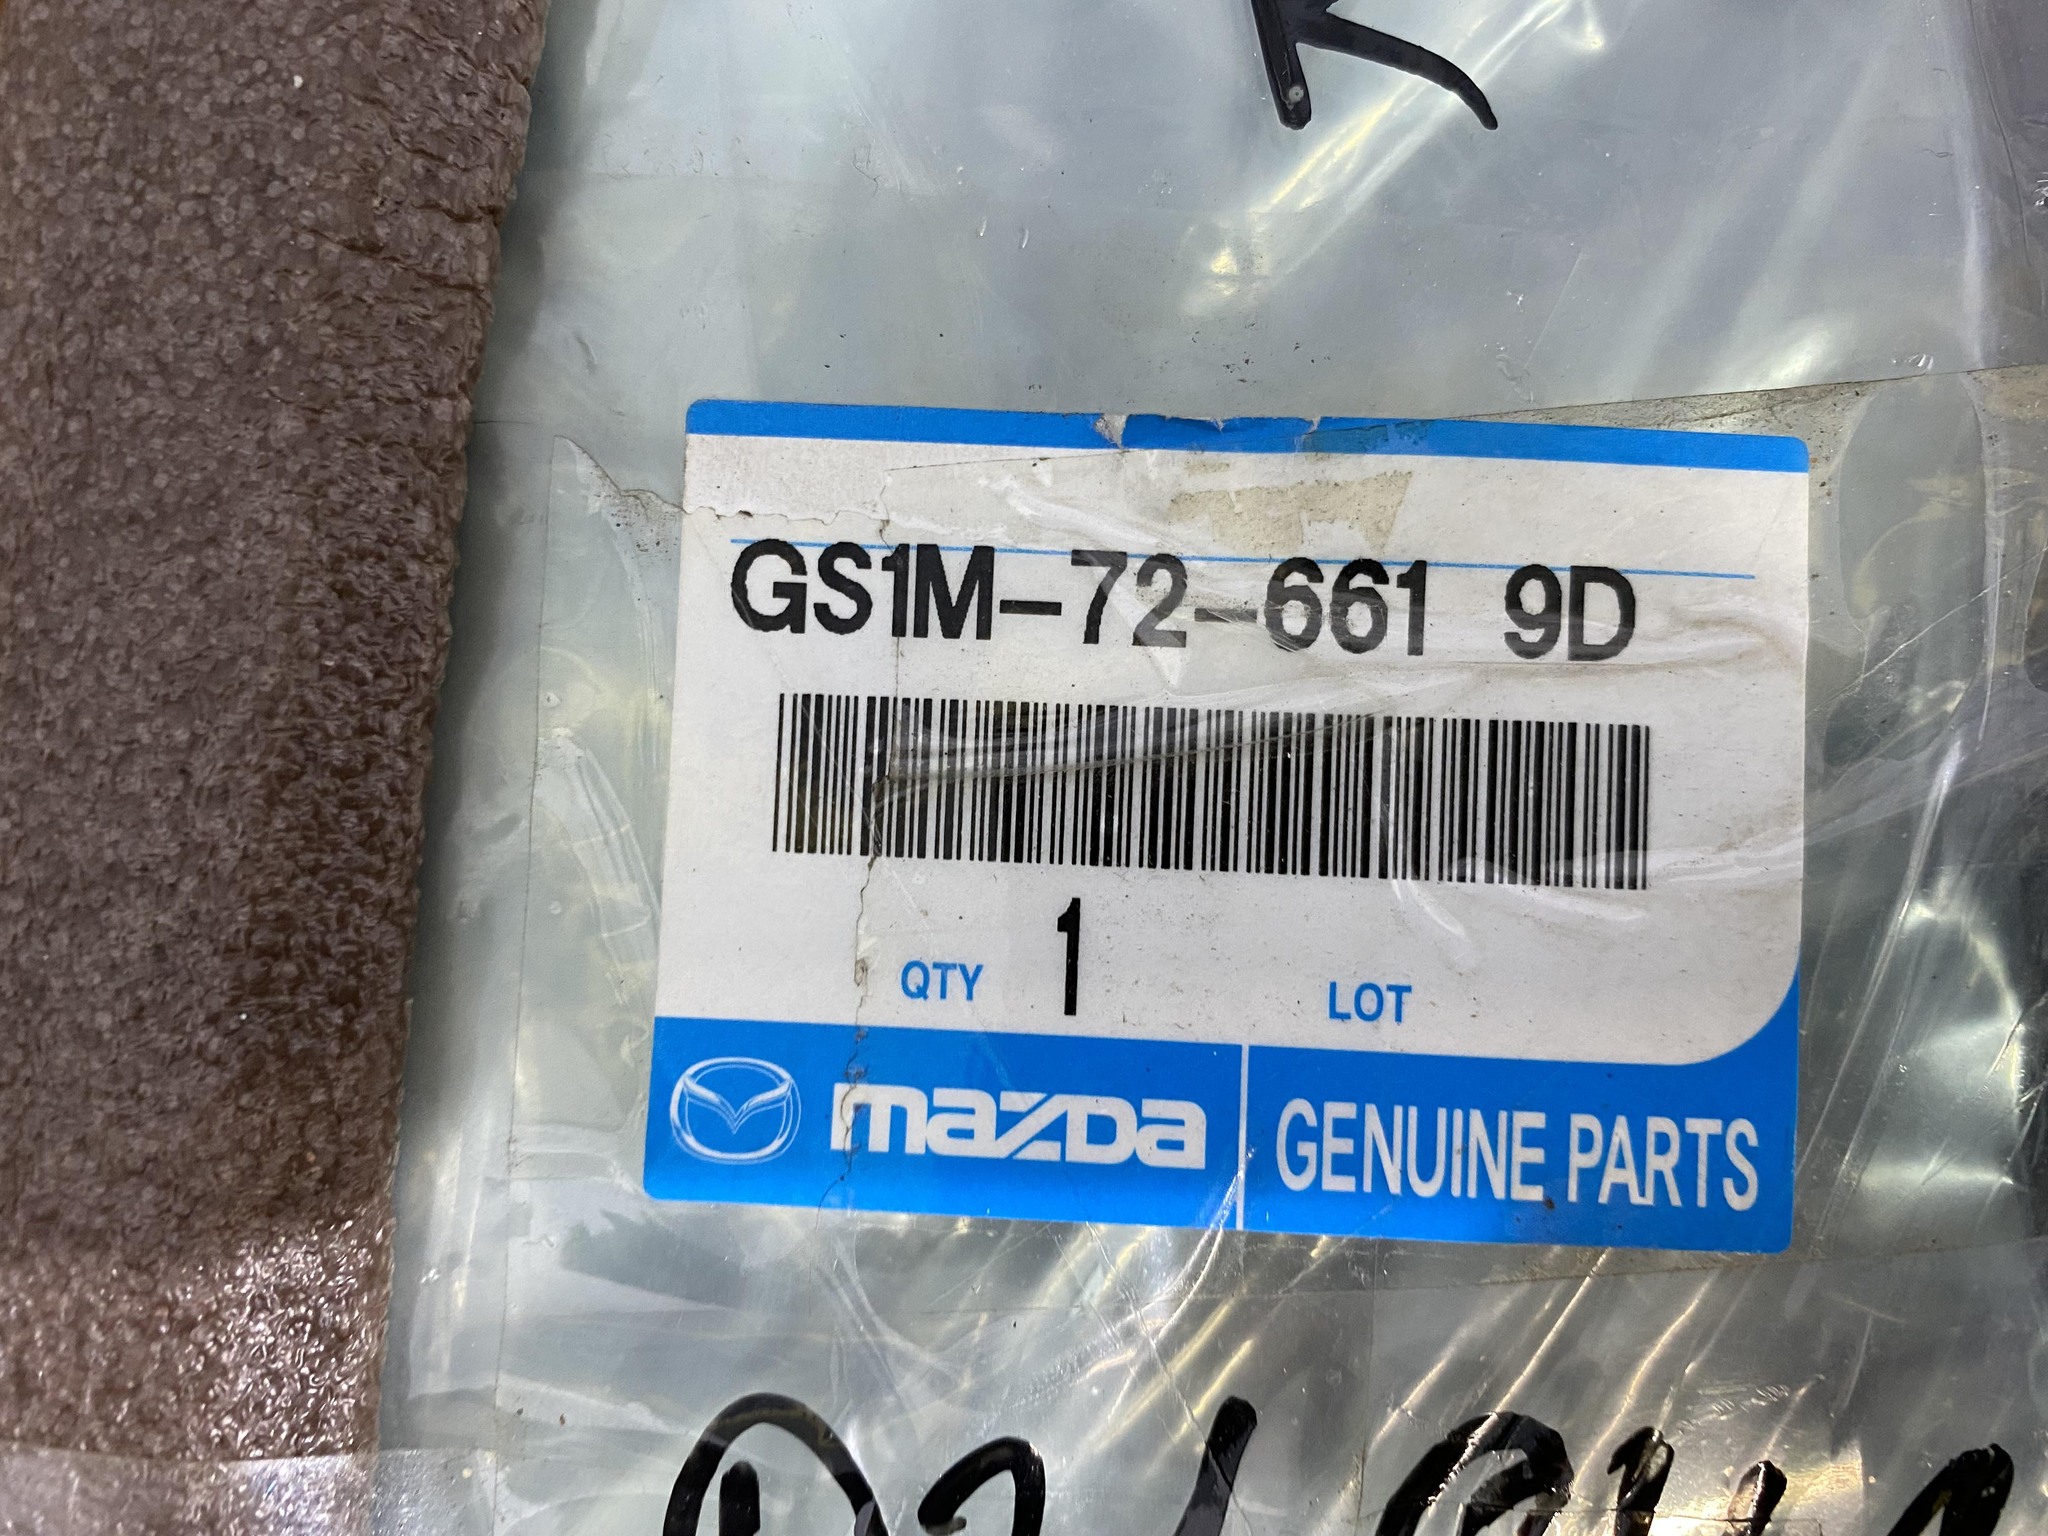 R
GS1M-72-661 9D
QTY 1 LOT
mazda GENUINE PARTS